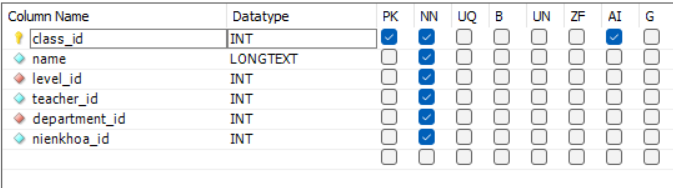 Column Name Datatype PK NN UQ B UN ZF AI G
class_id INT
name LONGTEXT
level_id INT
teacher_id INT
department_id INT
nienkhoa_id INT